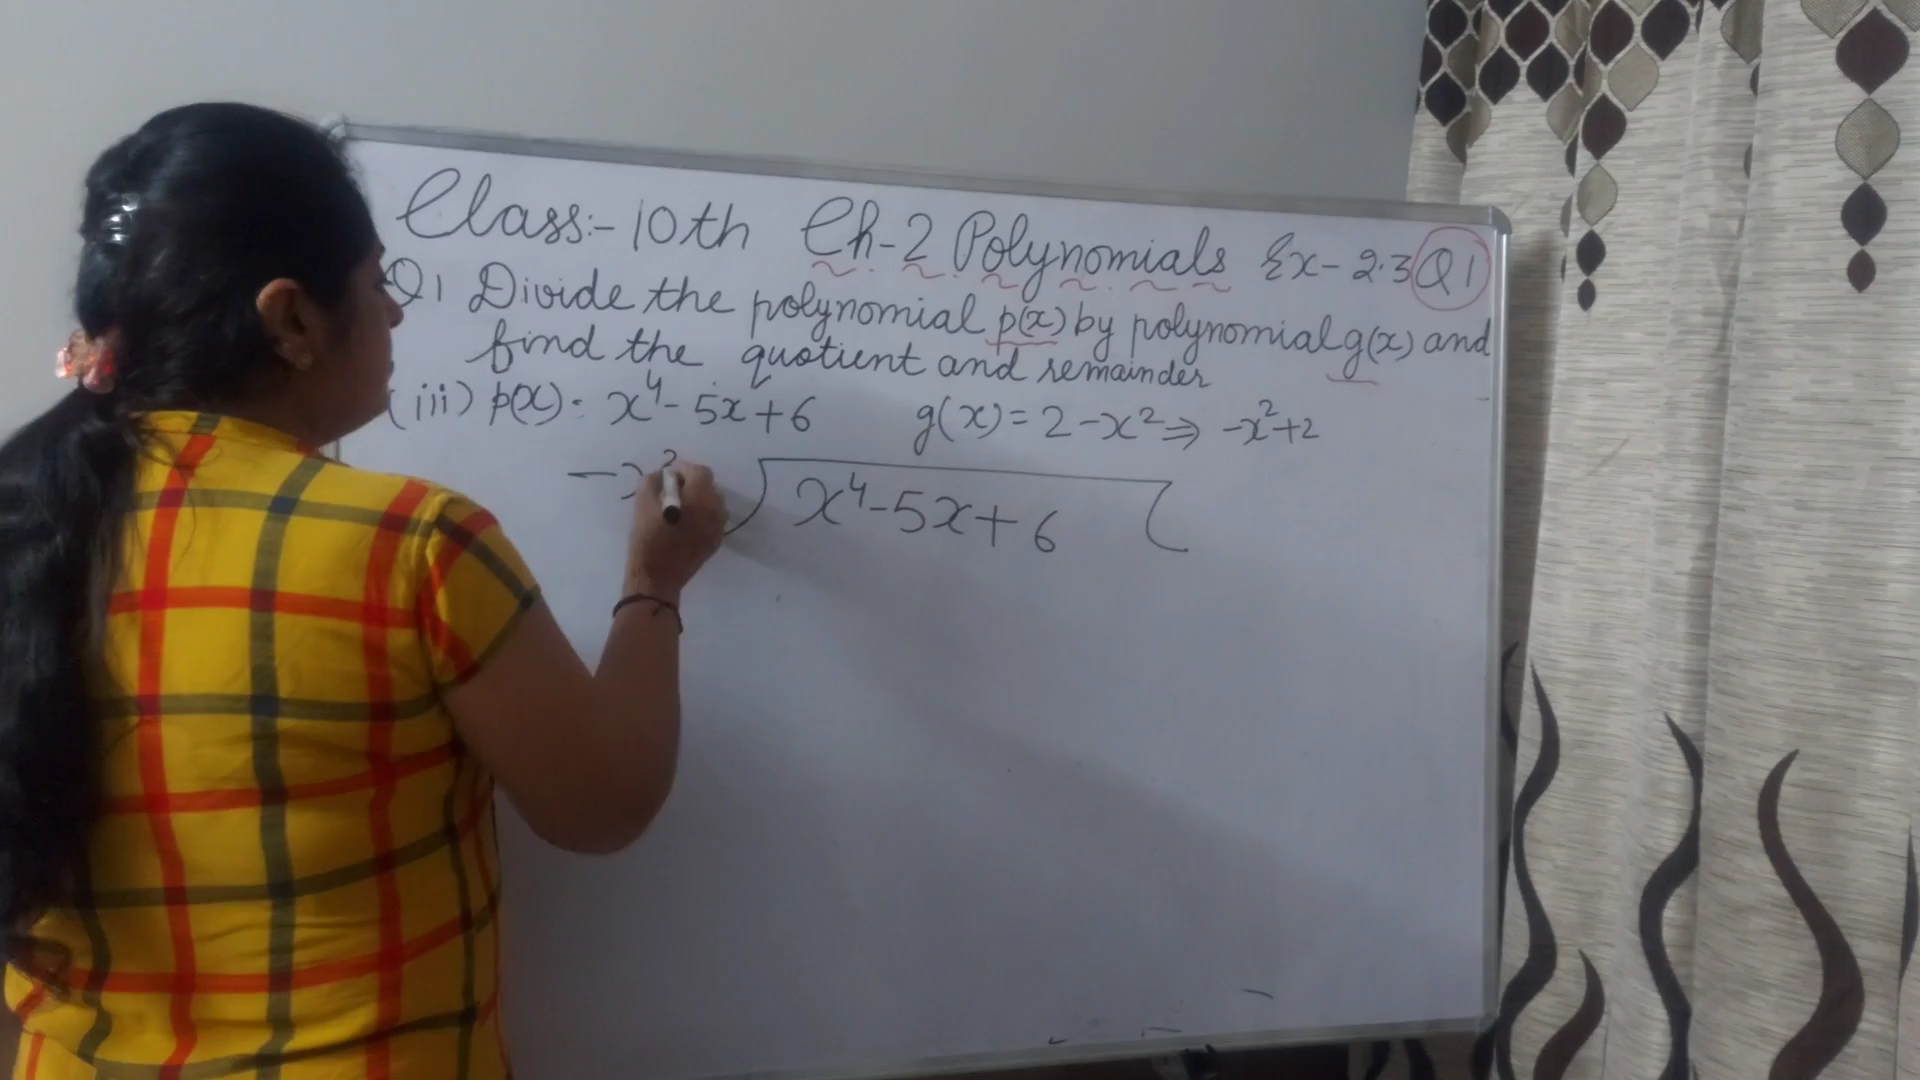 Class:- 10th Ch-2 Polynomials Ex- 2.3 Q1
Q1 Divide the polynomial p(x) by polynomial g(x) and
find the quotient and remainder
(iii) p(x) = x⁴- 5x + 6 g(x) = 2 -x² ⇒ -x²+2
-x² x⁴-5x+ 6